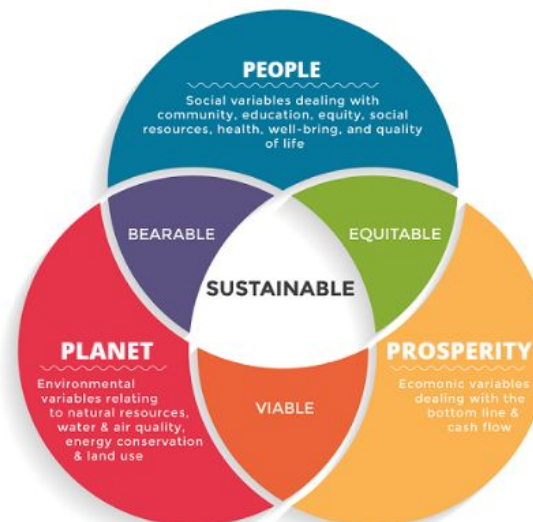 PEOPLE
Social variables dealing with
community, education, equity, social
resources, health, well-bring, and quality
of life
BEARABLE
EQUITABLE
SUSTAINABLE
PLANET
Environmental
variables relating
to natural resources,
water & air quality,
energy conservation
& land use
VIABLE
PROSPERITY
Ecomonic variables
dealing with the
bottom line &
cash flow